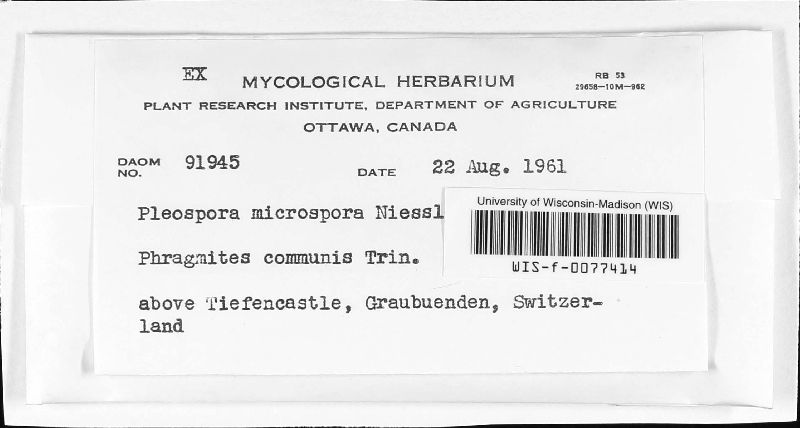 EX
MYCOLOGICAL HERBARIUM
RB 53
29658-10M-962
PLANT RESEARCH INSTITUTE, DEPARTMENT OF AGRICULTURE
OTTAWA, CANADA
DAOM NO. 91945
DATE 22 Aug. 1961
Pleospora microspora Niessl
University of Wisconsin-Madison (WIS)
WIS-f-0077414
Phragmites communis Trin.
above Tiefencastle, Graubuenden, Switzer-
land